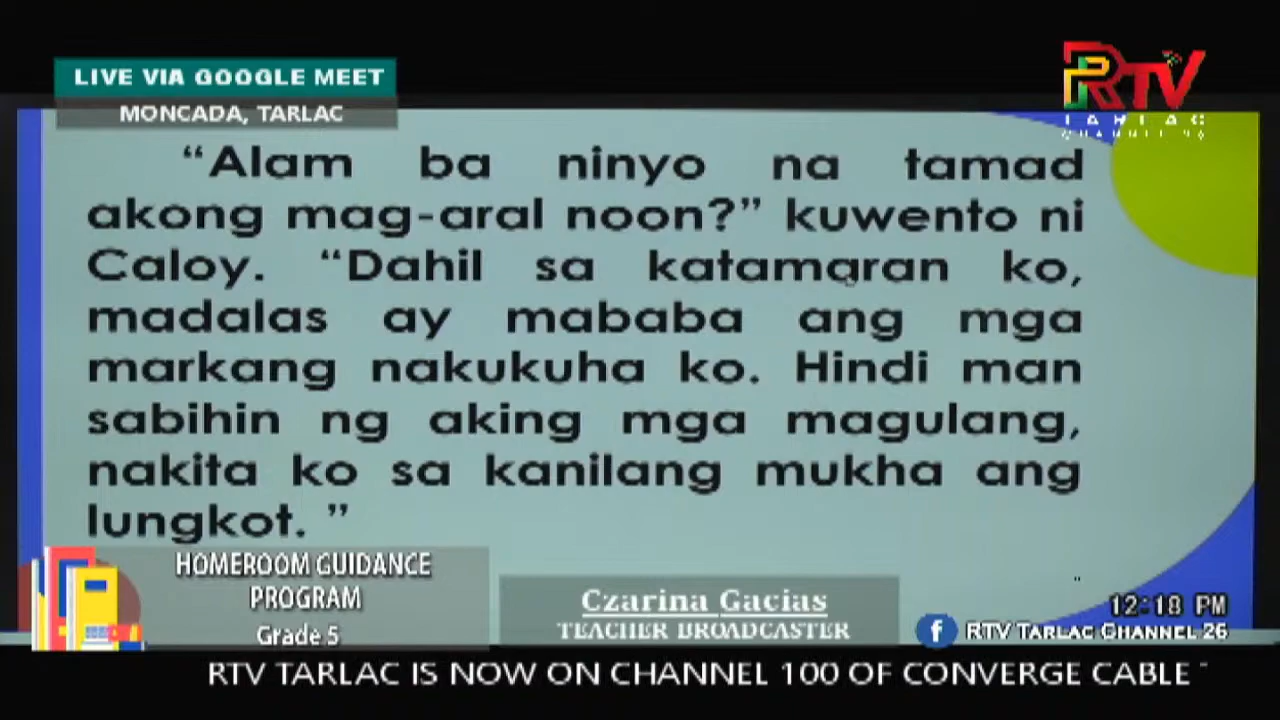 LIVE VIA GOOGLE MEET
MONCADA, TARLAC
RTV
TARLAC
CHANNEL 26
“Alam ba ninyo na tamad
akong mag-aral noon?” kuwento ni
Caloy. “Dahil sa katamaran ko,
madalas ay mababa ang mga
markang nakukuha ko. Hindi man
sabihin ng aking mga magulang,
nakita ko sa kanilang mukha ang
lungkot. ”
HOMEROOM GUIDANCE
PROGRAM
Grade 5
Czarina Gacias
TEACHER BROADCASTER
12:18 PM
f RTV TARLAC CHANNEL 26
RTV TARLAC IS NOW ON CHANNEL 100 OF CONVERGE CABLE